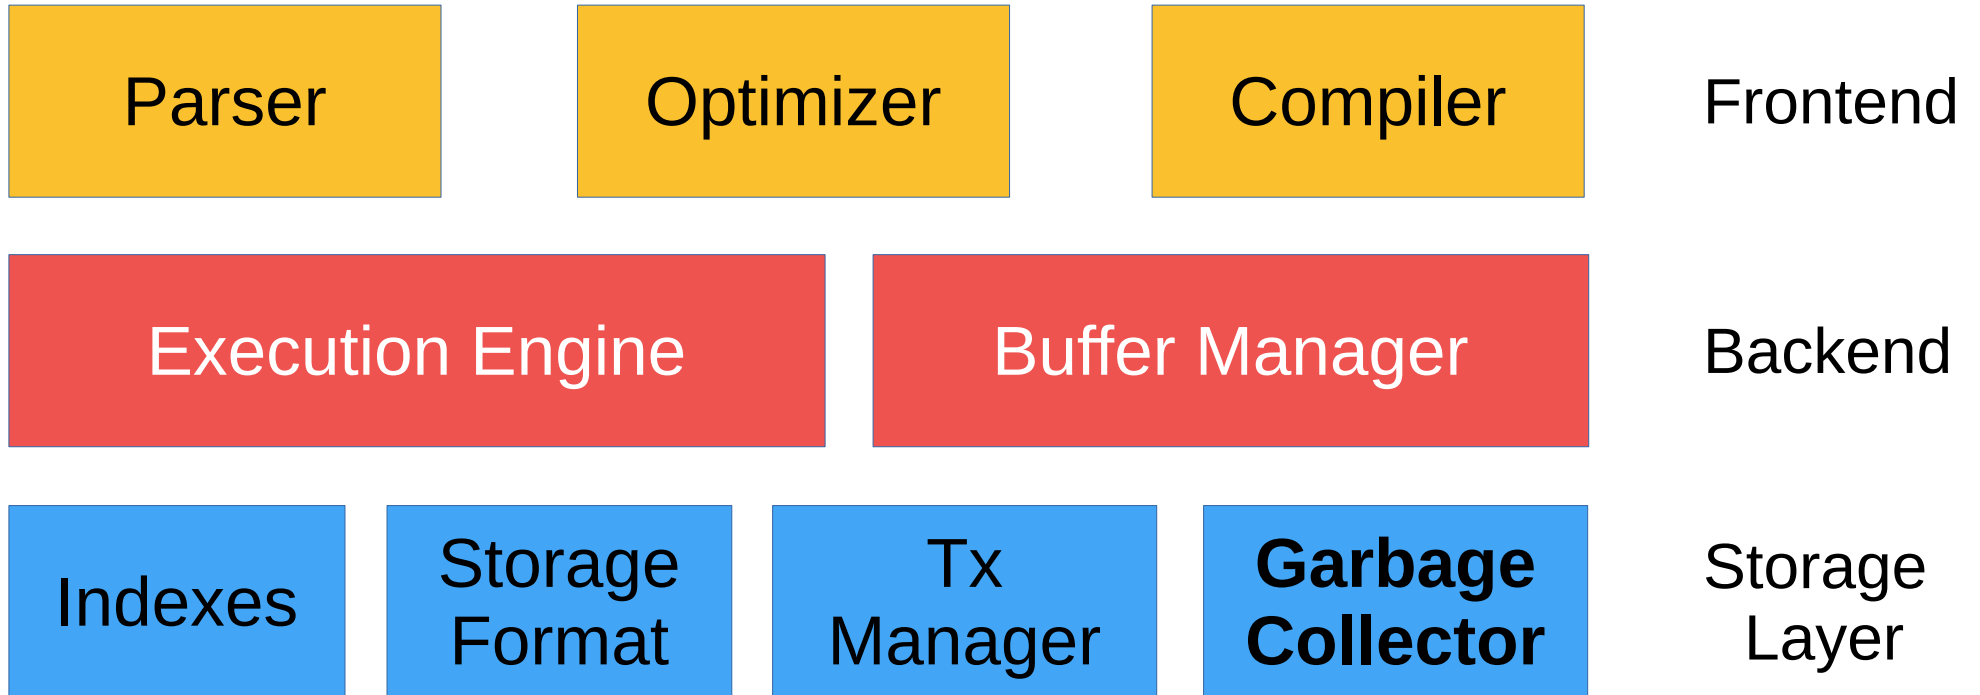 Parser
Optimizer
Compiler
Frontend
Execution Engine
Buffer Manager
Backend
Indexes
Storage
Format
Tx
Manager
Garbage
Collector
Storage
Layer